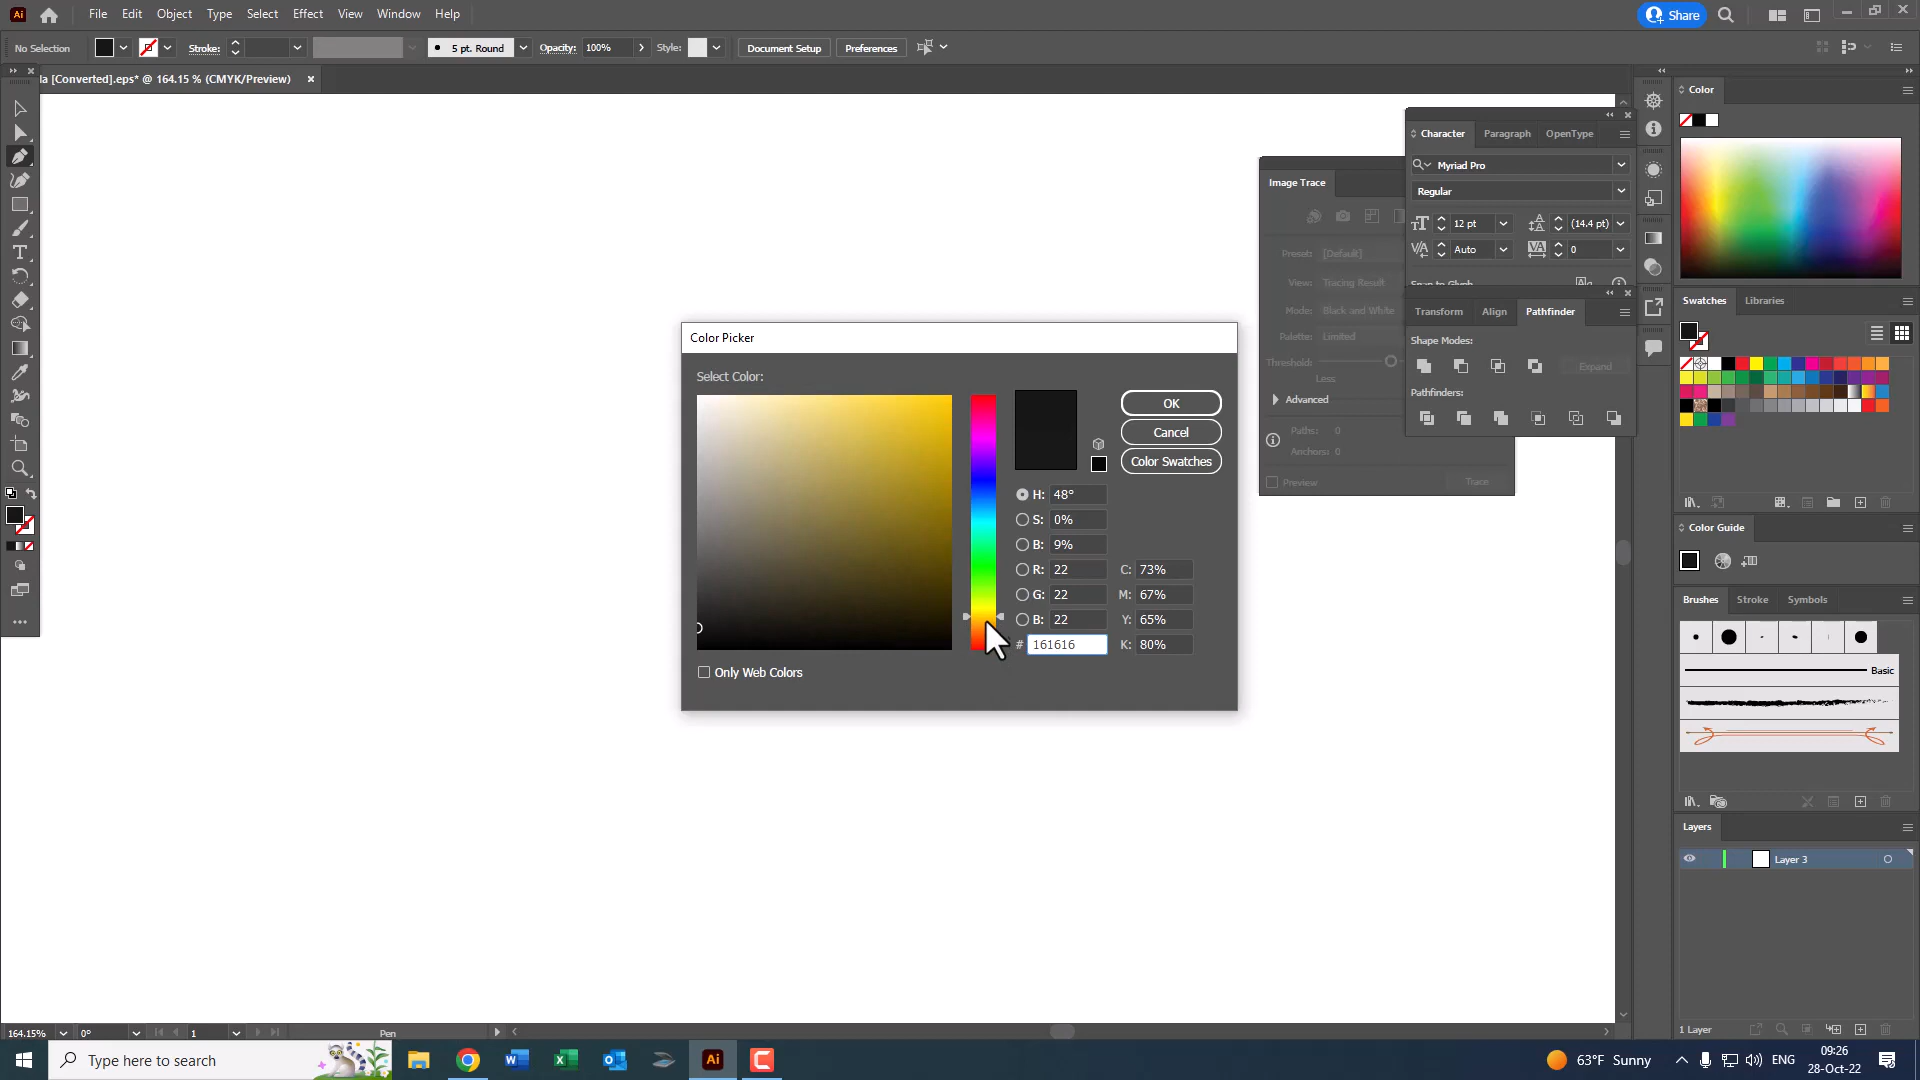 Ai File Edit Object Type Select Effect View Window Help Share
No Selection Stroke: 5 pt. Round Opacity: 100% Style: Document Setup Preferences
la [Converted].eps* @ 164.15 % (CMYK/Preview) ×
Color
Character Paragraph OpenType
Myriad Pro
Regular
12 pt (14.4 pt)
Auto 0
Snap to Glyph
Image Trace
Preset: [Default]
View: Tracing Result
Mode: Black and White
Palette: Limited
Threshold:
Less
Advanced
Paths: 0
Anchors: 0
Preview Trace
Transform Align Pathfinder
Shape Modes:
Expand
Pathfinders:
Swatches Libraries
Color Guide
Brushes Stroke Symbols
Basic
Layers
Layer 3
1 Layer
Color Picker
Select Color:
OK
Cancel
Color Swatches
H: 48°
S: 0%
B: 9%
R: 22 C: 73%
G: 22 M: 67%
B: 22 Y: 65%
# 161616 K: 80%
Only Web Colors
164.15% 0° 1 Pen
Type here to search
Ai
63°F Sunny ENG
09:26
28-Oct-22